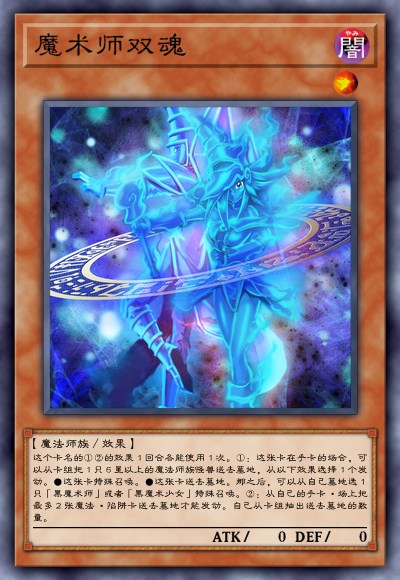 魔术师双魂
やみ
闇
【魔法师族／效果】
这个卡名的①②的效果1回合各能使用1次。①：这张卡在手卡的场合，可
以从卡组把1只6星以上的魔法师族怪兽送去墓地，从以下效果选择1个发
动。●这张卡特殊召唤。●这张卡送去墓地。那之后，可以从自己墓地选1
只「黑魔术师」或者「黑魔术少女」特殊召唤。②：从自己的手卡·场上把
最多2张魔法·陷阱卡送去墓地才能发动。自己从卡组抽出送去墓地的数
量。
ATK/ 0 DEF/ 0